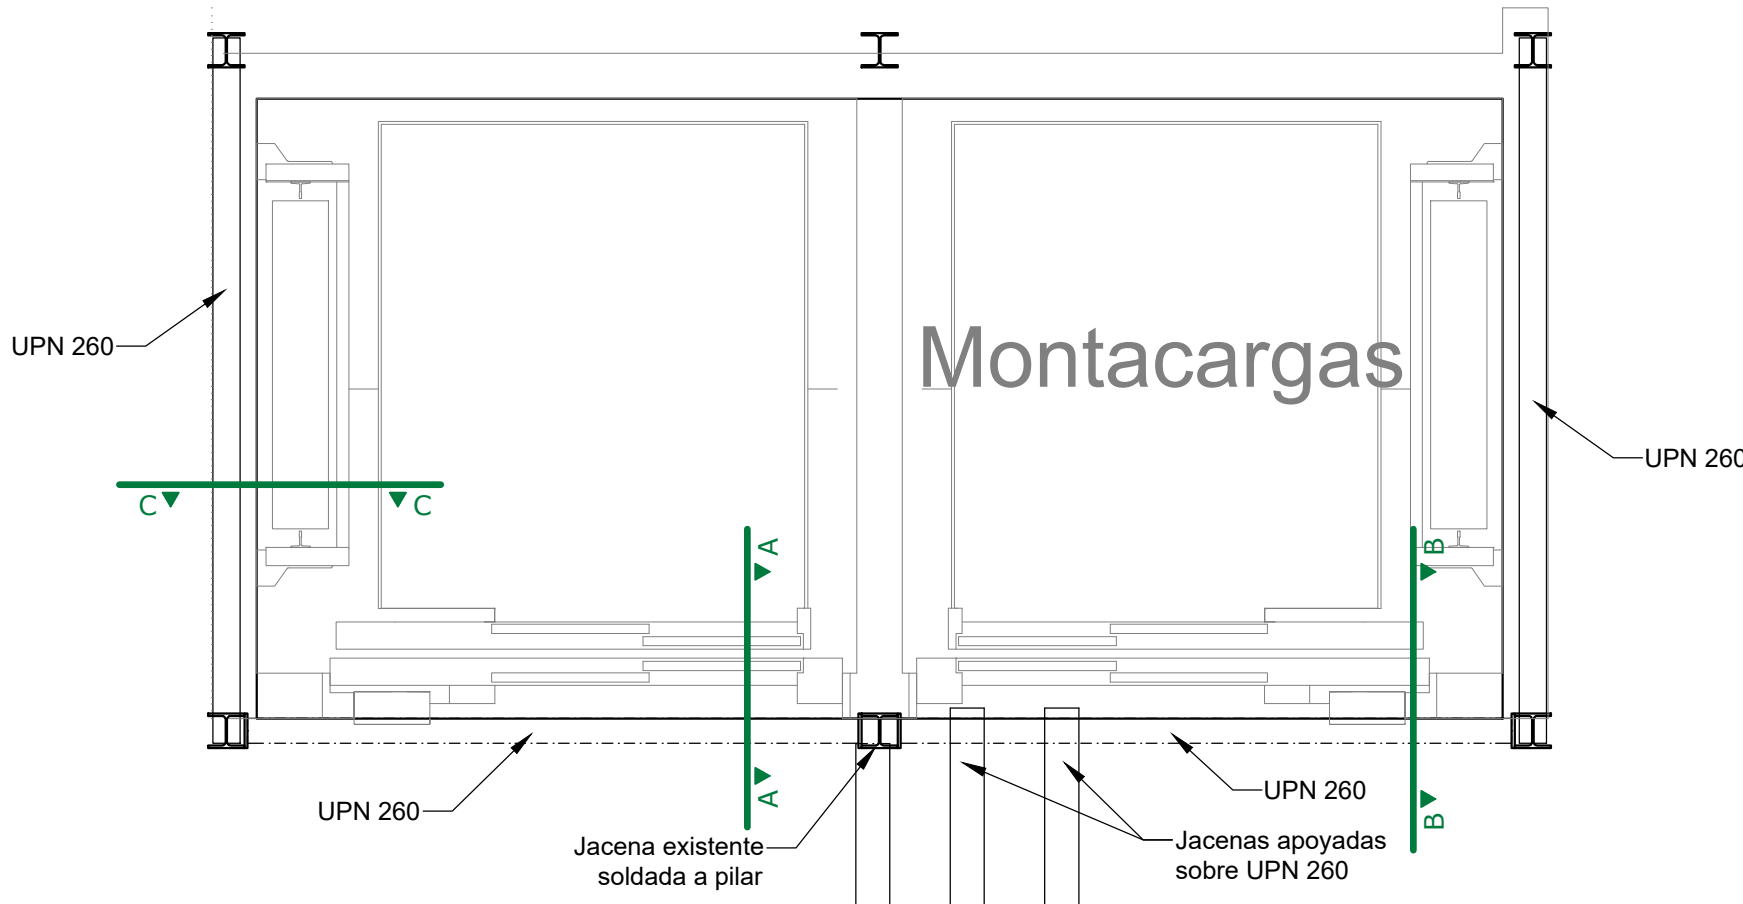 Montacargas
UPN 260
UPN 260
C
C
A
B
A
B
UPN 260
UPN 260
Jacena existente
soldada a pilar
Jacenas apoyadas
sobre UPN 260